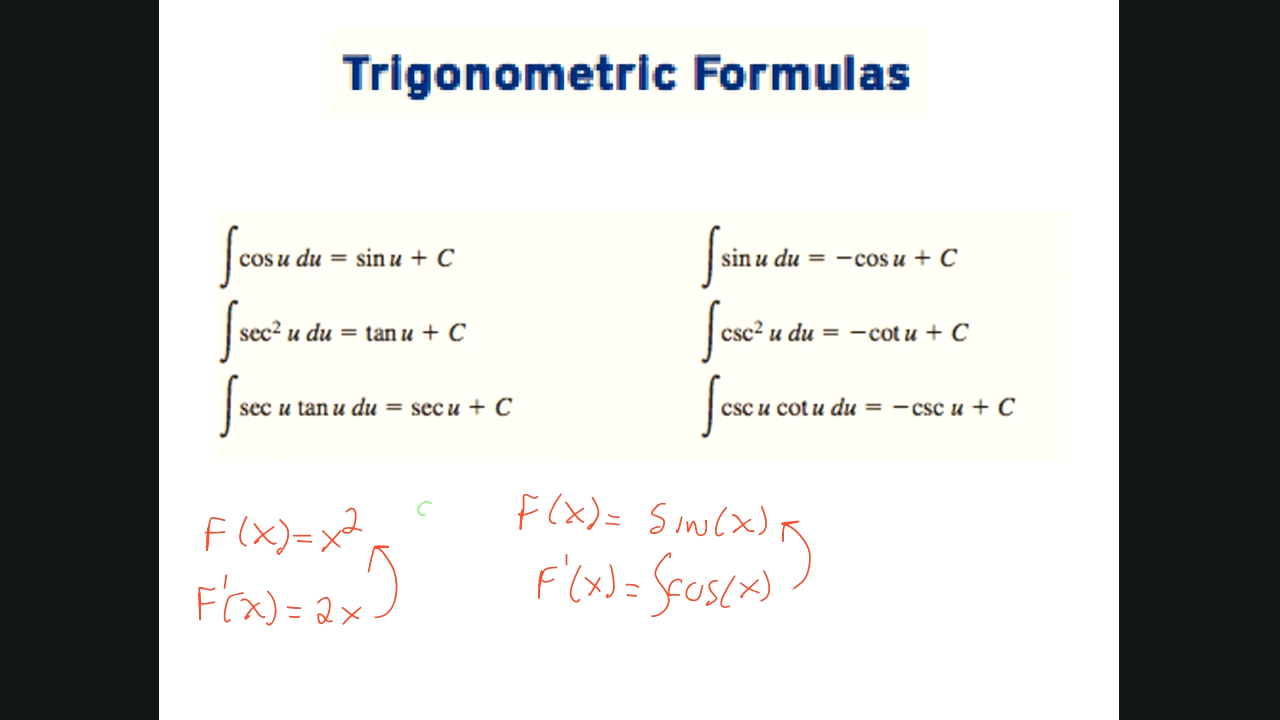 Trigonometric Formulas
∫cos u du = sin u + C
∫sin u du = −cos u + C
∫sec² u du = tan u + C
∫csc² u du = −cot u + C
∫sec u tan u du = sec u + C
∫csc u cot u du = −csc u + C
F(x)=x²
c
F(x)= Sin(x)
F'(x)=2x
F'(x)=∫cos(x)